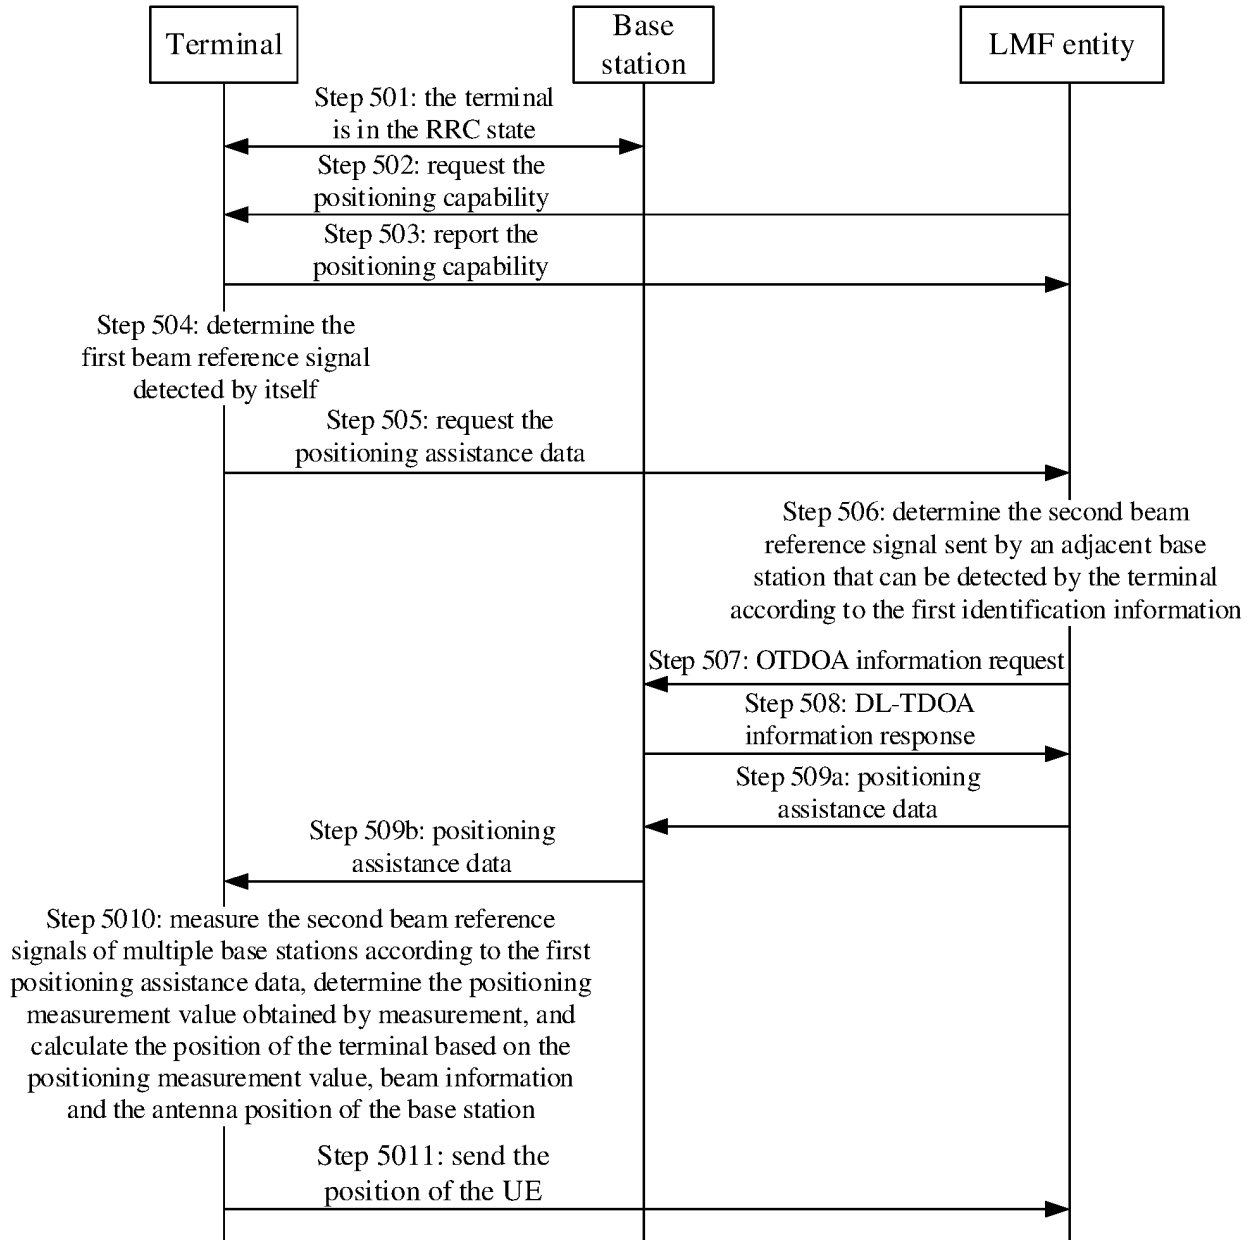 Terminal
Base
station
LMF entity
Step 501: the terminal
is in the RRC state
Step 502: request the
positioning capability
Step 503: report the
positioning capability
Step 504: determine the
first beam reference signal
detected by itself
Step 505: request the
positioning assistance data
Step 506: determine the second beam
reference signal sent by an adjacent base
station that can be detected by the terminal
according to the first identification information
Step 507: OTDOA information request
Step 508: DL-TDOA
information response
Step 509a: positioning
assistance data
Step 509b: positioning
assistance data
Step 5010: measure the second beam reference
signals of multiple base stations according to the first
positioning assistance data, determine the positioning
measurement value obtained by measurement, and
calculate the position of the terminal based on the
positioning measurement value, beam information
and the antenna position of the base station
Step 5011: send the
position of the UE